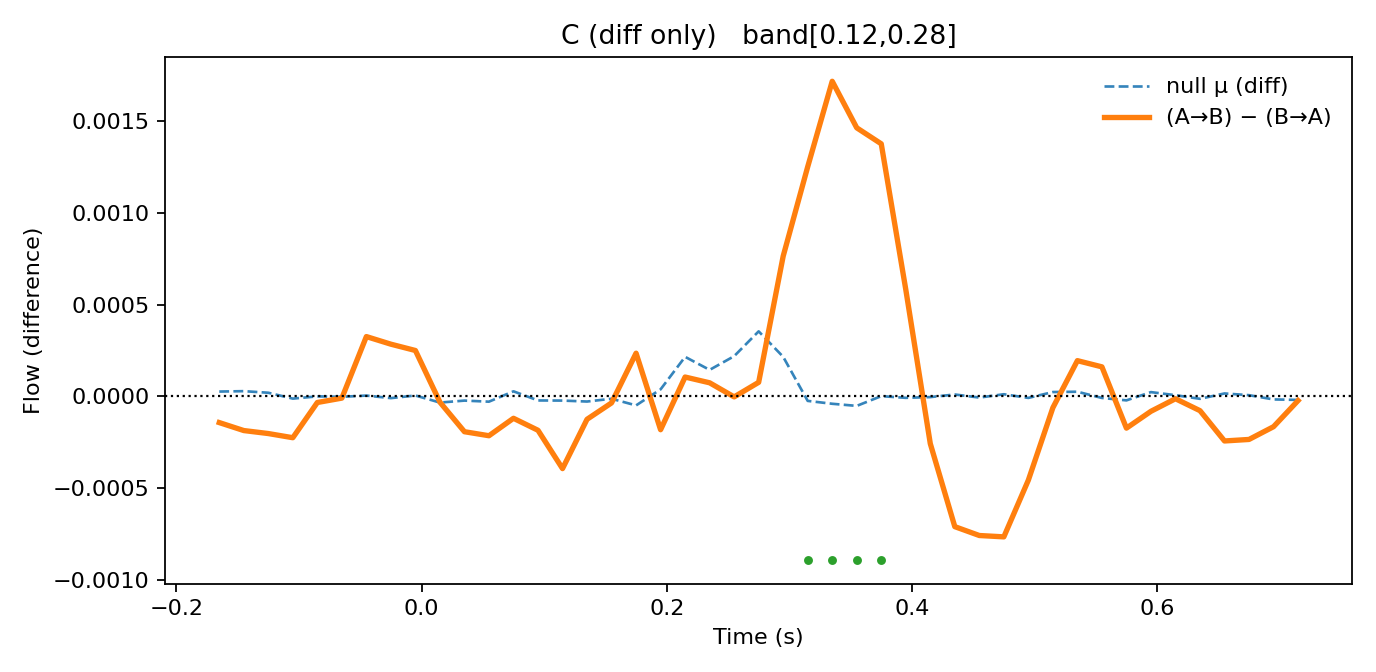 C (diff only)   band[0.12,0.28]
null μ (diff)
(A→B) − (B→A)
Flow (difference)
0.0015
0.0010
0.0005
0.0000
−0.0005
−0.0010
−0.2
0.0
0.2
0.4
0.6
Time (s)